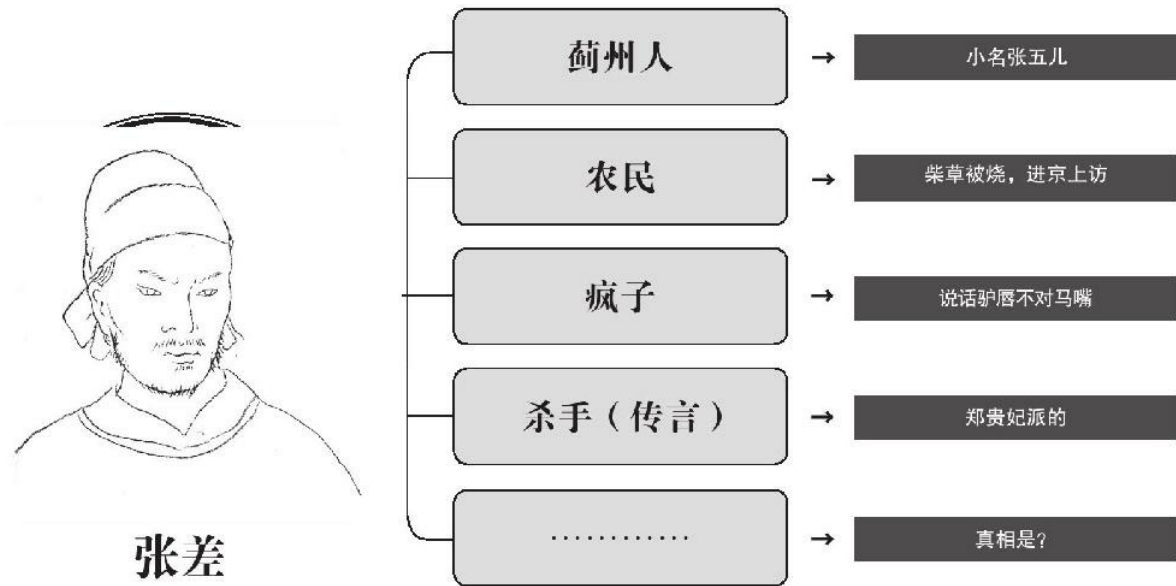 蓟州人
小名张五儿
农民
柴草被烧，进京上访
疯子
说话驴唇不对马嘴
杀手（传言）
郑贵妃派的
…………
真相是？
张差